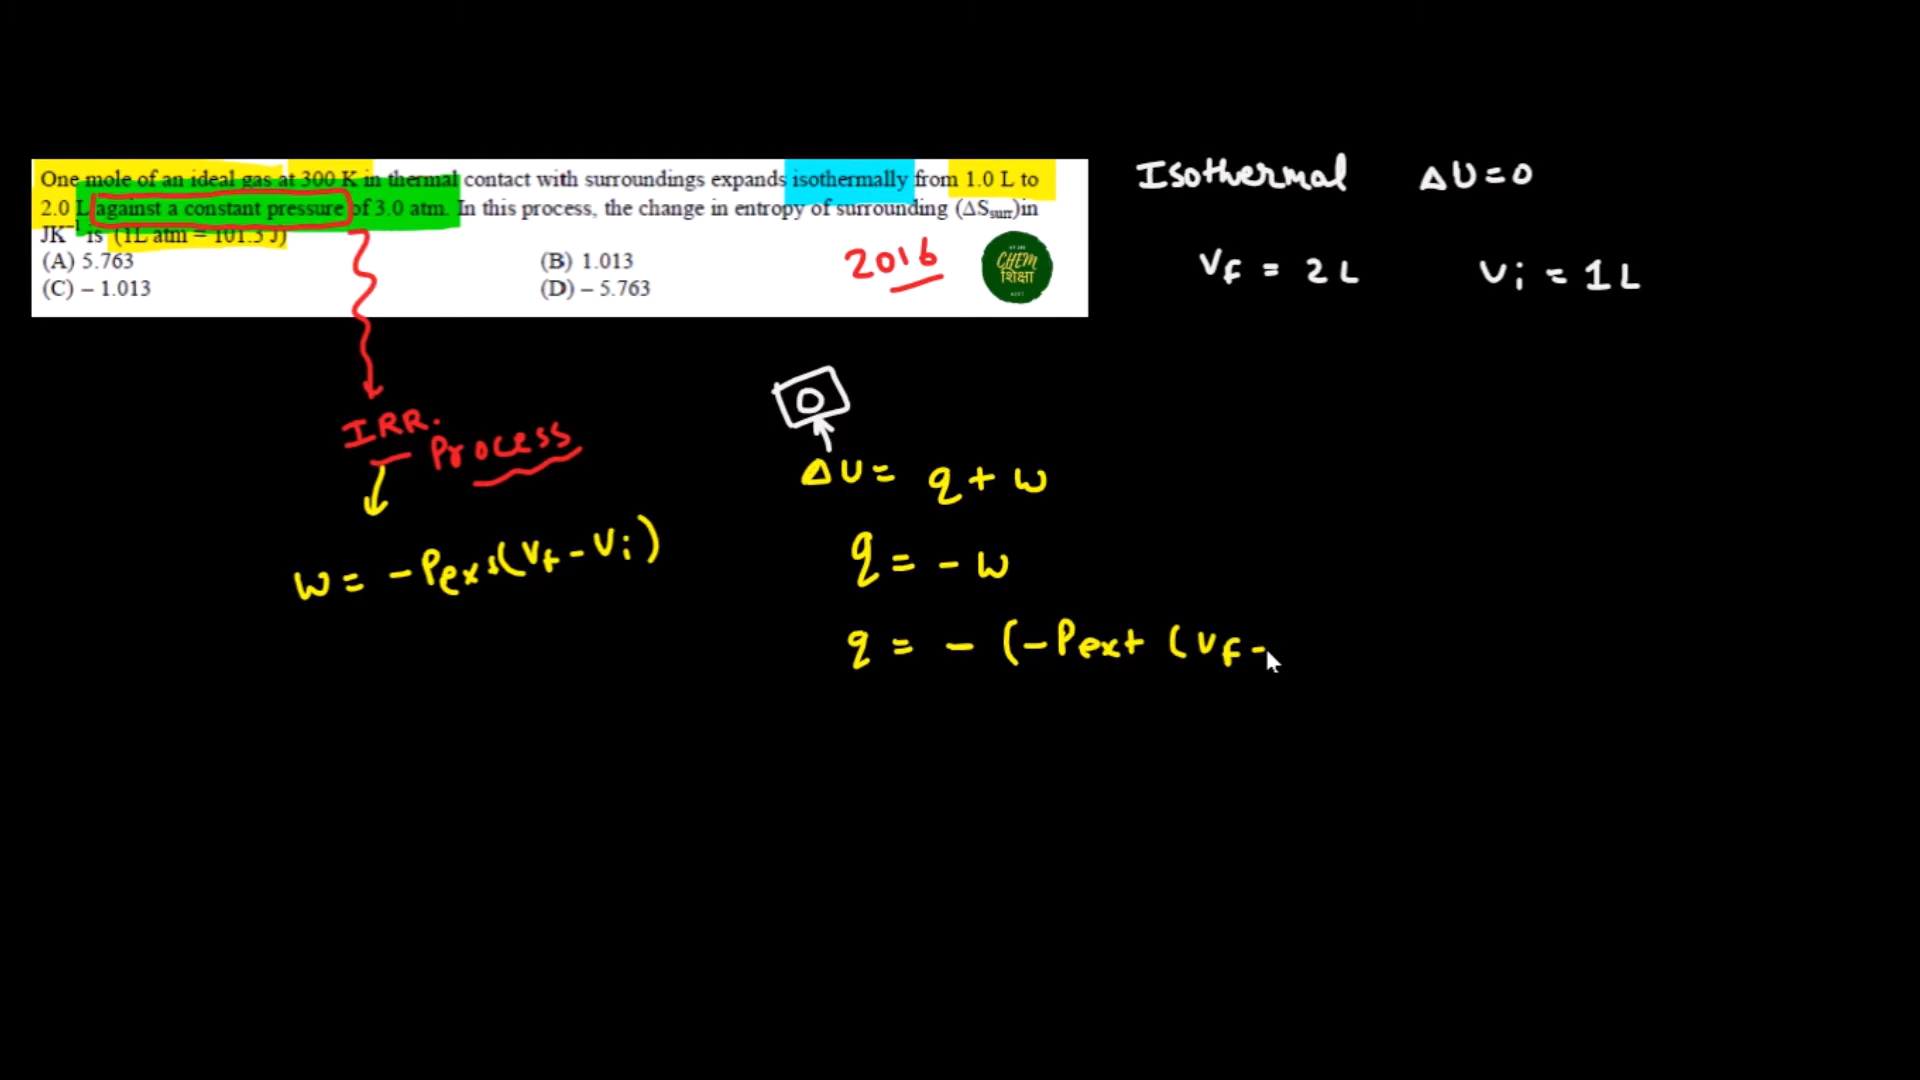 One mole of an ideal gas at 300 K in thermal contact with surroundings expands isothermally from 1.0 L to
2.0 L against a constant pressure of 3.0 atm. In this process, the change in entropy of surrounding (ΔSsurr)in
JK⁻¹ is (1L atm = 101.3 J)
(A) 5.763 (B) 1.013
(C) – 1.013 (D) – 5.763
2016
CHEM
शिक्षा
Isothermal ΔU=0
Vf = 2L Vi = 1L
IRR.
Process
w = -Pext(Vf - Vi)
0
ΔU = q + w
q = - w
q = - (-Pext (Vf -